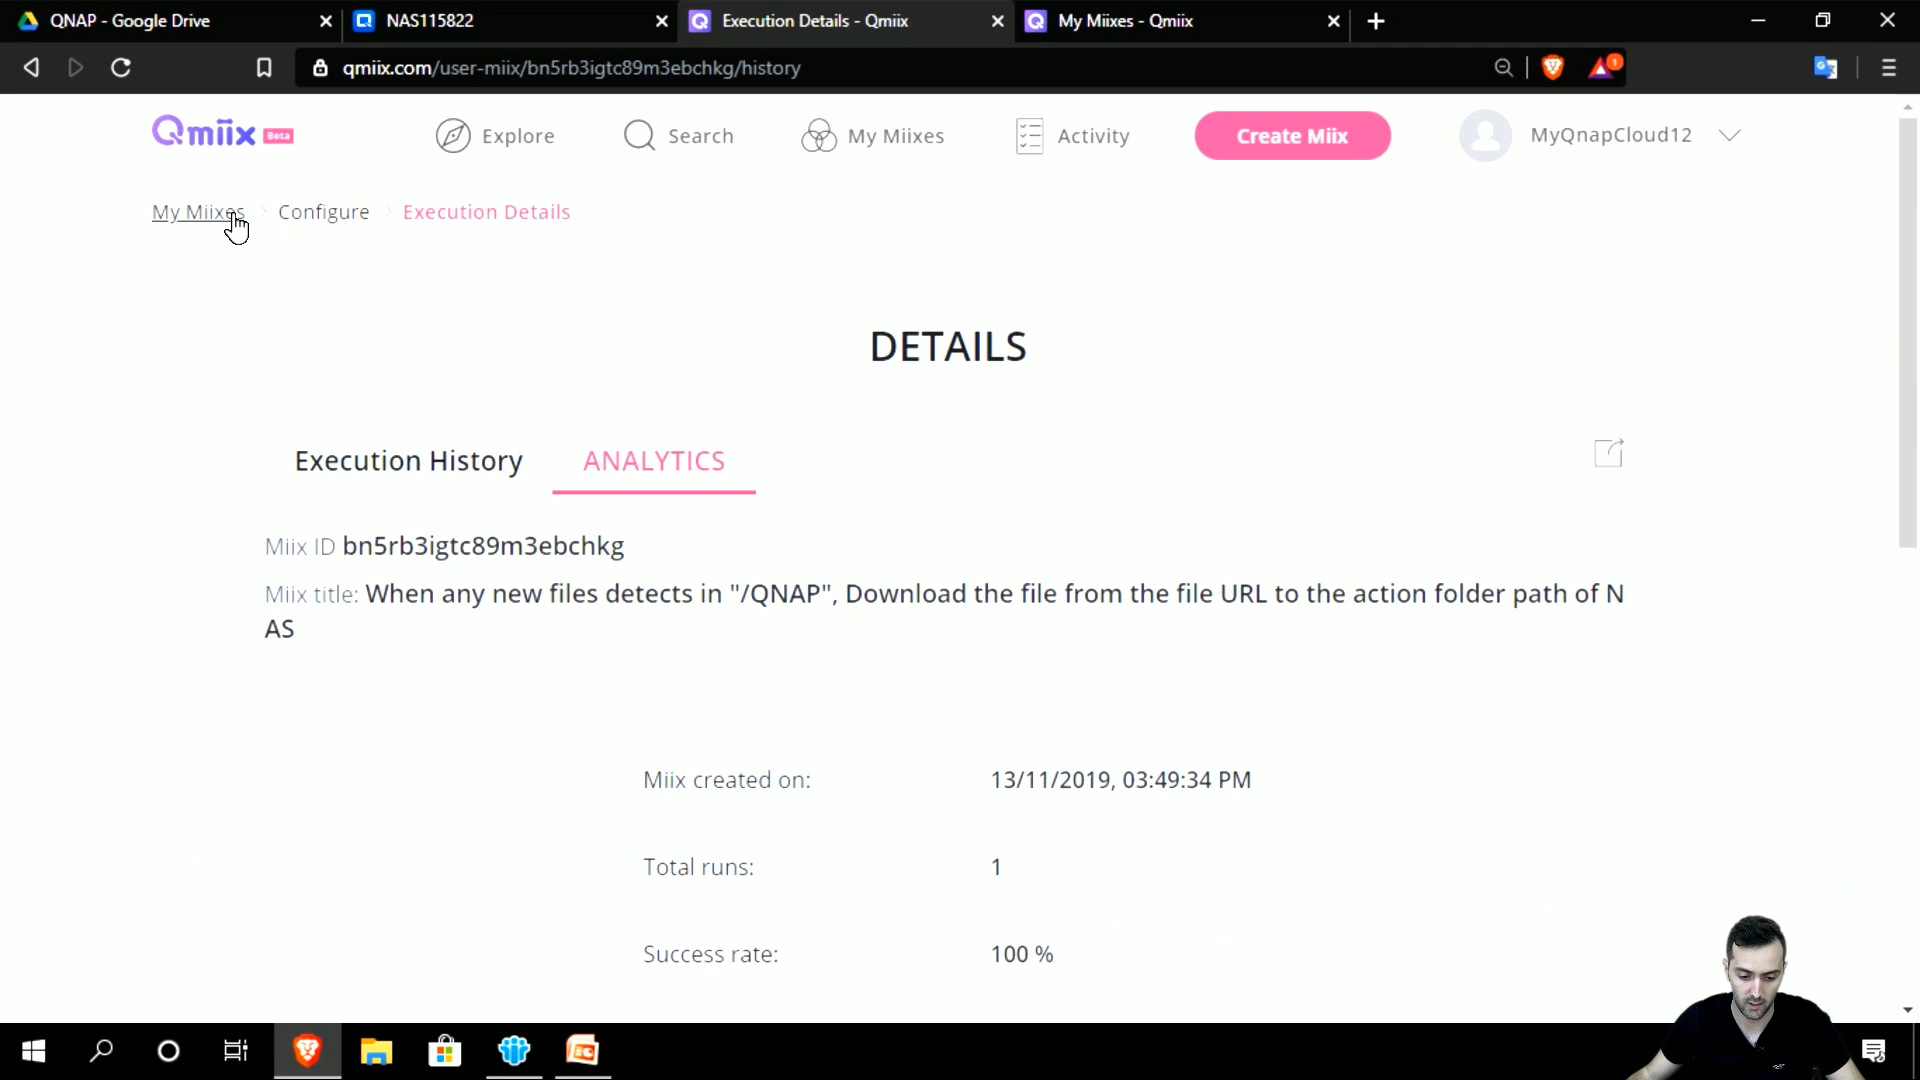 QNAP - Google Drive
NAS115822
Execution Details - Qmiix
My Miixes - Qmiix
qmiix.com/user-miix/bn5rb3igtc89m3ebchkg/history
1
Qmiix Beta
Explore
Search
My Miixes
Activity
Create Miix
MyQnapCloud12
My Miixes
Configure
Execution Details
DETAILS
Execution History
ANALYTICS
Miix ID bn5rb3igtc89m3ebchkg
Miix title: When any new files detects in "/QNAP", Download the file from the file URL to the action folder path of N
AS
Miix created on: 13/11/2019, 03:49:34 PM
Total runs: 1
Success rate: 100 %